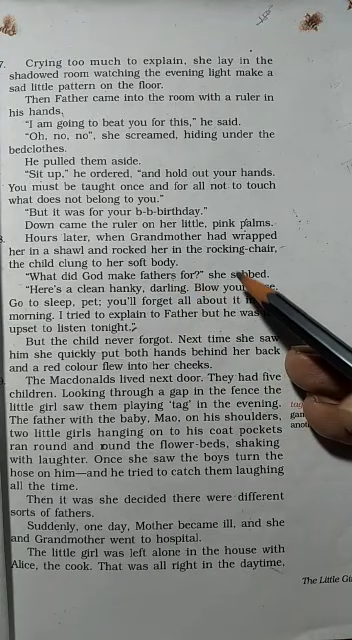 7. Crying too much to explain, she lay in the
shadowed room watching the evening light make a
sad little pattern on the floor.
Then Father came into the room with a ruler in
his hands.
"I am going to beat you for this," he said.
"Oh, no, no", she screamed, hiding under the
bedclothes.
He pulled them aside.
"Sit up," he ordered, "and hold out your hands.
You must be taught once and for all not to touch
what does not belong to you."
"But it was for your b-b-birthday."
Down came the ruler on her little, pink palms.
8. Hours later, when Grandmother had wrapped
her in a shawl and rocked her in the rocking-chair,
the child clung to her soft body.
"What did God make fathers for?" she sobbed.
"Here's a clean hanky, darling. Blow your
Go to sleep, pet; you'll forget all about it
morning. I tried to explain to Father but he was
upset to listen tonight."
But the child never forgot. Next time she saw
him she quickly put both hands behind her back
and a red colour flew into her cheeks.
The Macdonalds lived next door. They had five
children. Looking through a gap in the fence the
little girl saw them playing 'tag' in the evening.
The father with the baby, Mao, on his shoulders,
two little girls hanging on to his coat pockets
ran round and round the flower-beds, shaking
with laughter. Once she saw the boys turn the
hose on him—and he tried to catch them laughing
all the time.
Then it was she decided there were different
sorts of fathers.
Suddenly, one day, Mother became ill, and she
and Grandmother went to hospital.
The little girl was left alone in the house with
Alice, the cook. That was all right in the daytime,
The Little